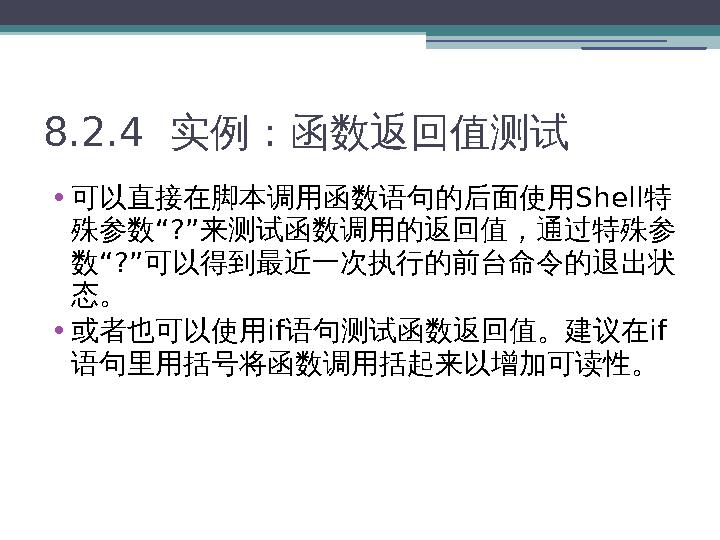 8.2.4 实例：函数返回值测试
•可以直接在脚本调用函数语句的后面使用Shell特
殊参数“?”来测试函数调用的返回值，通过特殊参
数“?”可以得到最近一次执行的前台命令的退出状
态。
•或者也可以使用if语句测试函数返回值。建议在if
语句里用括号将函数调用括起来以增加可读性。